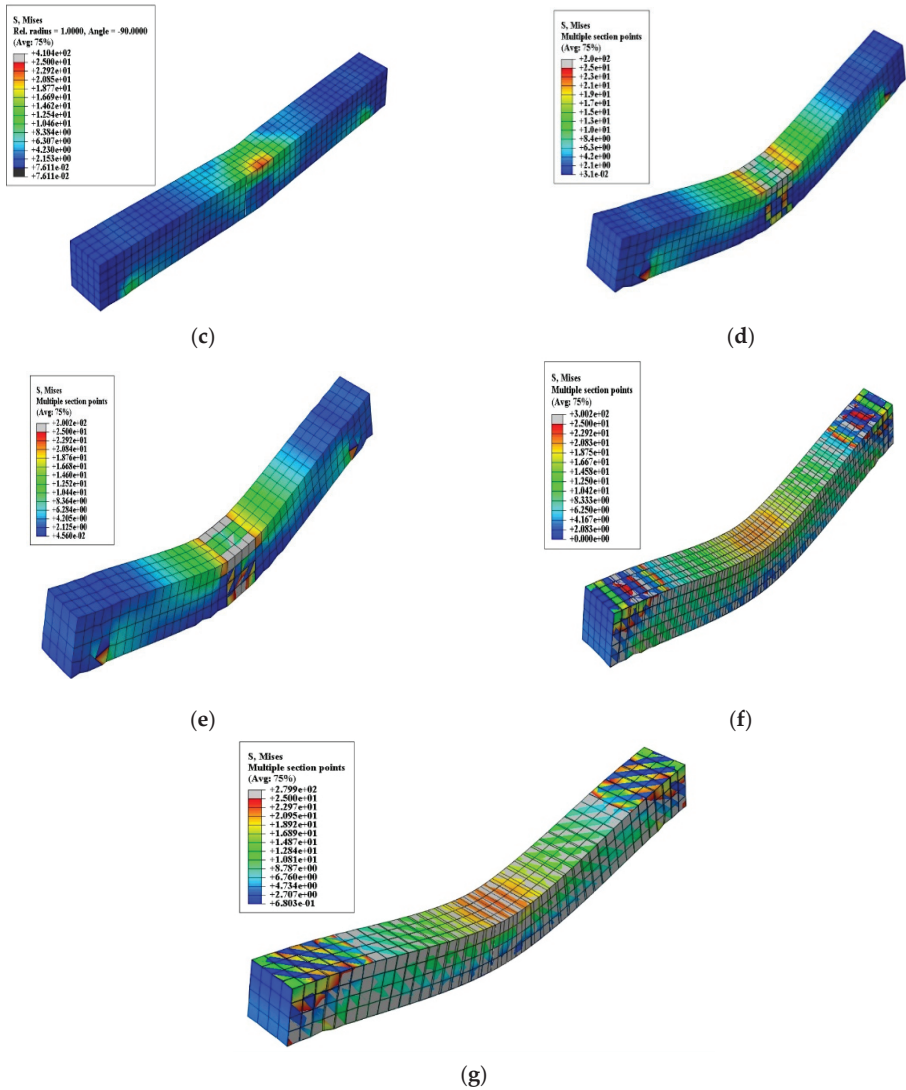 S, Mises
Rel. radius = 1.0000, Angle = -90.0000
(Avg: 75%)
+4.104e+02
+2.500e+01
+2.292e+01
+2.085e+01
+1.877e+01
+1.669e+01
+1.462e+01
+1.254e+01
+1.046e+01
+8.384e+00
+6.307e+00
+4.230e+00
+2.153e+00
+7.611e-02
+7.611e-02
(c)
S, Mises
Multiple section points
(Avg: 75%)
+2.0e+02
+2.5e+01
+2.3e+01
+2.1e+01
+1.9e+01
+1.7e+01
+1.5e+01
+1.3e+01
+1.0e+01
+8.4e+00
+6.3e+00
+4.2e+00
+2.1e+00
+3.1e-02
(d)
S, Mises
Multiple section points
(Avg: 75%)
+2.002e+02
+2.500e+01
+2.292e+01
+2.084e+01
+1.876e+01
+1.668e+01
+1.460e+01
+1.252e+01
+1.044e+01
+8.364e+00
+6.284e+00
+4.205e+00
+2.125e+00
+4.560e-02
(e)
S, Mises
Multiple section points
(Avg: 75%)
+3.002e+02
+2.500e+01
+2.292e+01
+2.083e+01
+1.875e+01
+1.667e+01
+1.458e+01
+1.250e+01
+1.042e+01
+8.333e+00
+6.250e+00
+4.167e+00
+2.083e+00
+0.000e+00
(f)
S, Mises
Multiple section points
(Avg: 75%)
+2.799e+02
+2.500e+01
+2.297e+01
+2.095e+01
+1.892e+01
+1.689e+01
+1.487e+01
+1.284e+01
+1.081e+01
+8.787e+00
+6.760e+00
+4.734e+00
+2.707e+00
+6.803e-01
(g)